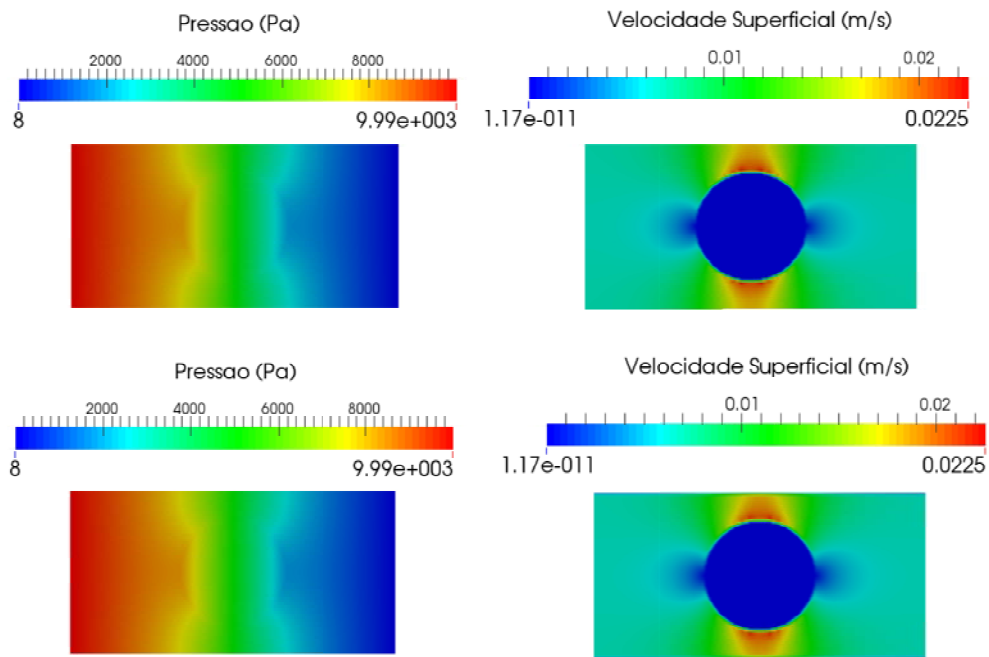 Pressao (Pa)
2000 4000 6000 8000
8 9.99e+003
Velocidade Superficial (m/s)
0.01 0.02
1.17e-011 0.0225
Pressao (Pa)
2000 4000 6000 8000
8 9.99e+003
Velocidade Superficial (m/s)
0.01 0.02
1.17e-011 0.0225